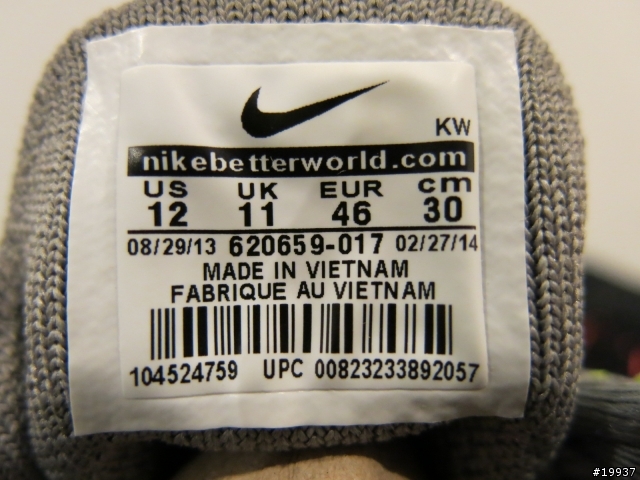 KW
nikebetterworld.com
US UK EUR cm
12 11 46 30
08/29/13 620659-017 02/27/14
MADE IN VIETNAM
FABRIQUE AU VIETNAM
104524759 UPC 00823233892057
#19937